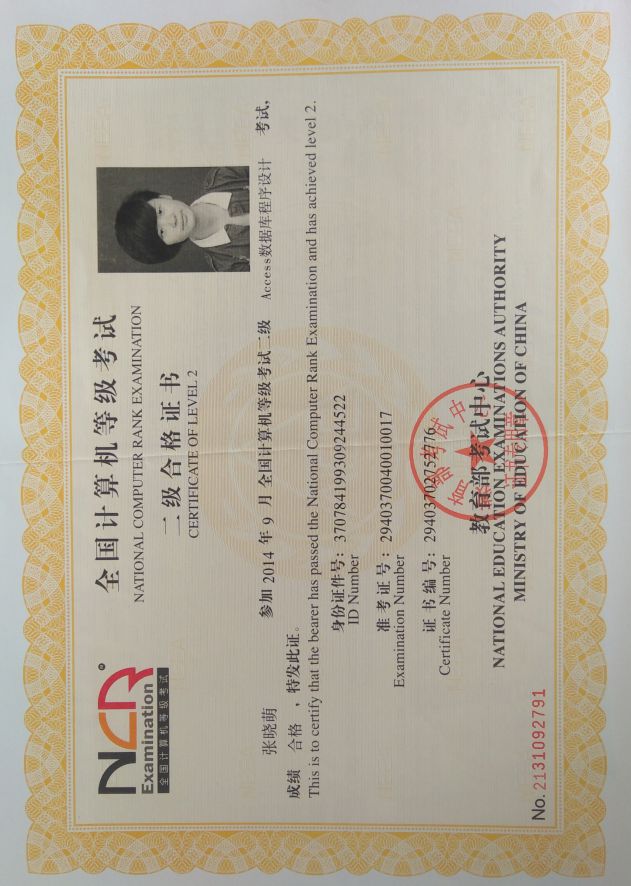 NCR®
Examination
全国计算机等级考试
全国计算机等级考试
NATIONAL COMPUTER RANK EXAMINATION
二级合格证书
CERTIFICATE OF LEVEL 2
张晓萌 参加 2014 年 9 月 全国计算机等级考试二级 Access数据库程序设计 考试,
成绩 合格 ,特发此证。
This is to certify that the bearer has passed the National Computer Rank Examination and has achieved level 2.
身份证件号: 370784199309244522
ID Number
准考证号: 2940370040010017
Examination Number
证书编号: 29403702752776
Certificate Number
教育部考试中心
NATIONAL EDUCATION EXAMINATIONS AUTHORITY
MINISTRY OF EDUCATION OF CHINA
No. 2131092791